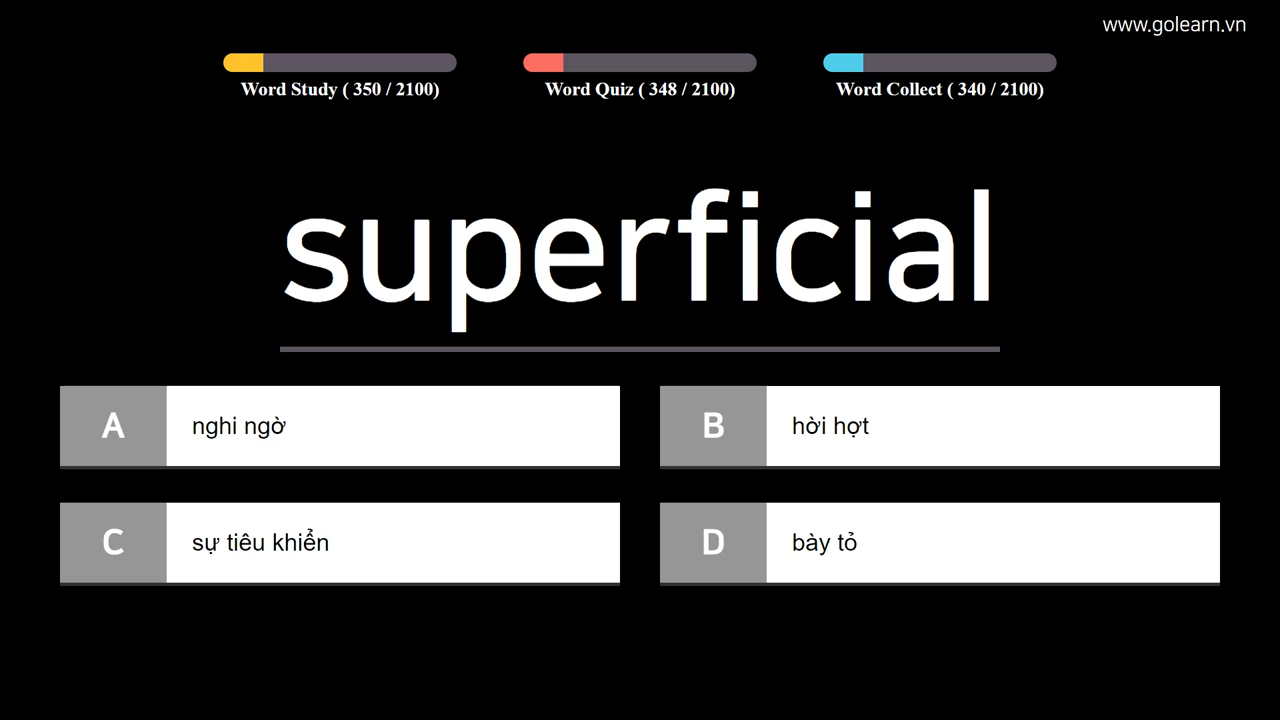 www.golearn.vn
Word Study ( 350 / 2100)
Word Quiz ( 348 / 2100)
Word Collect ( 340 / 2100)
superficial
A nghi ngờ
B hời hợt
C sự tiêu khiển
D bày tỏ